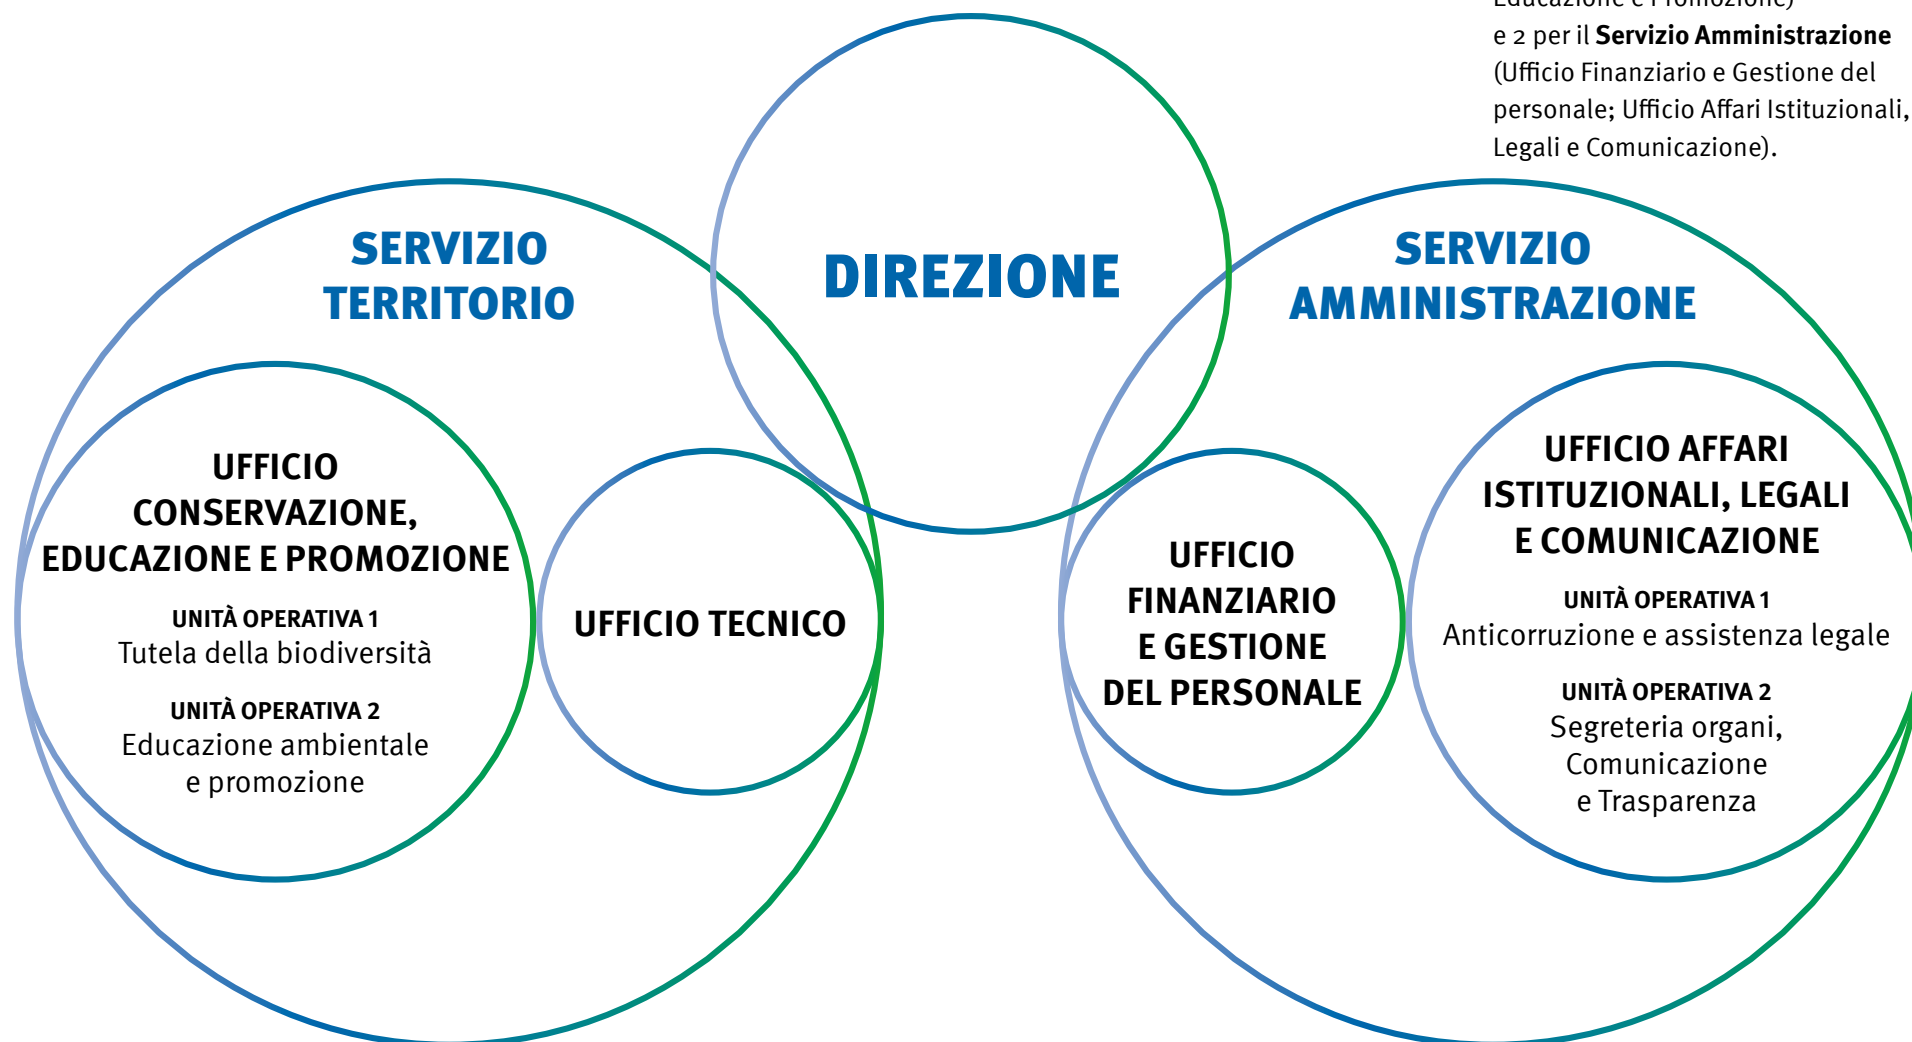 Educazione e Promozione)
e 2 per il Servizio Amministrazione
(Ufficio Finanziario e Gestione del
personale; Ufficio Affari Istituzionali,
Legali e Comunicazione).
DIREZIONE
SERVIZIO
TERRITORIO
UFFICIO
CONSERVAZIONE,
EDUCAZIONE E PROMOZIONE
UNITÀ OPERATIVA 1
Tutela della biodiversità
UNITÀ OPERATIVA 2
Educazione ambientale
e promozione
UFFICIO TECNICO
SERVIZIO
AMMINISTRAZIONE
UFFICIO
FINANZIARIO
E GESTIONE
DEL PERSONALE
UFFICIO AFFARI
ISTITUZIONALI, LEGALI
E COMUNICAZIONE
UNITÀ OPERATIVA 1
Anticorruzione e assistenza legale
UNITÀ OPERATIVA 2
Segreteria organi,
Comunicazione
e Trasparenza